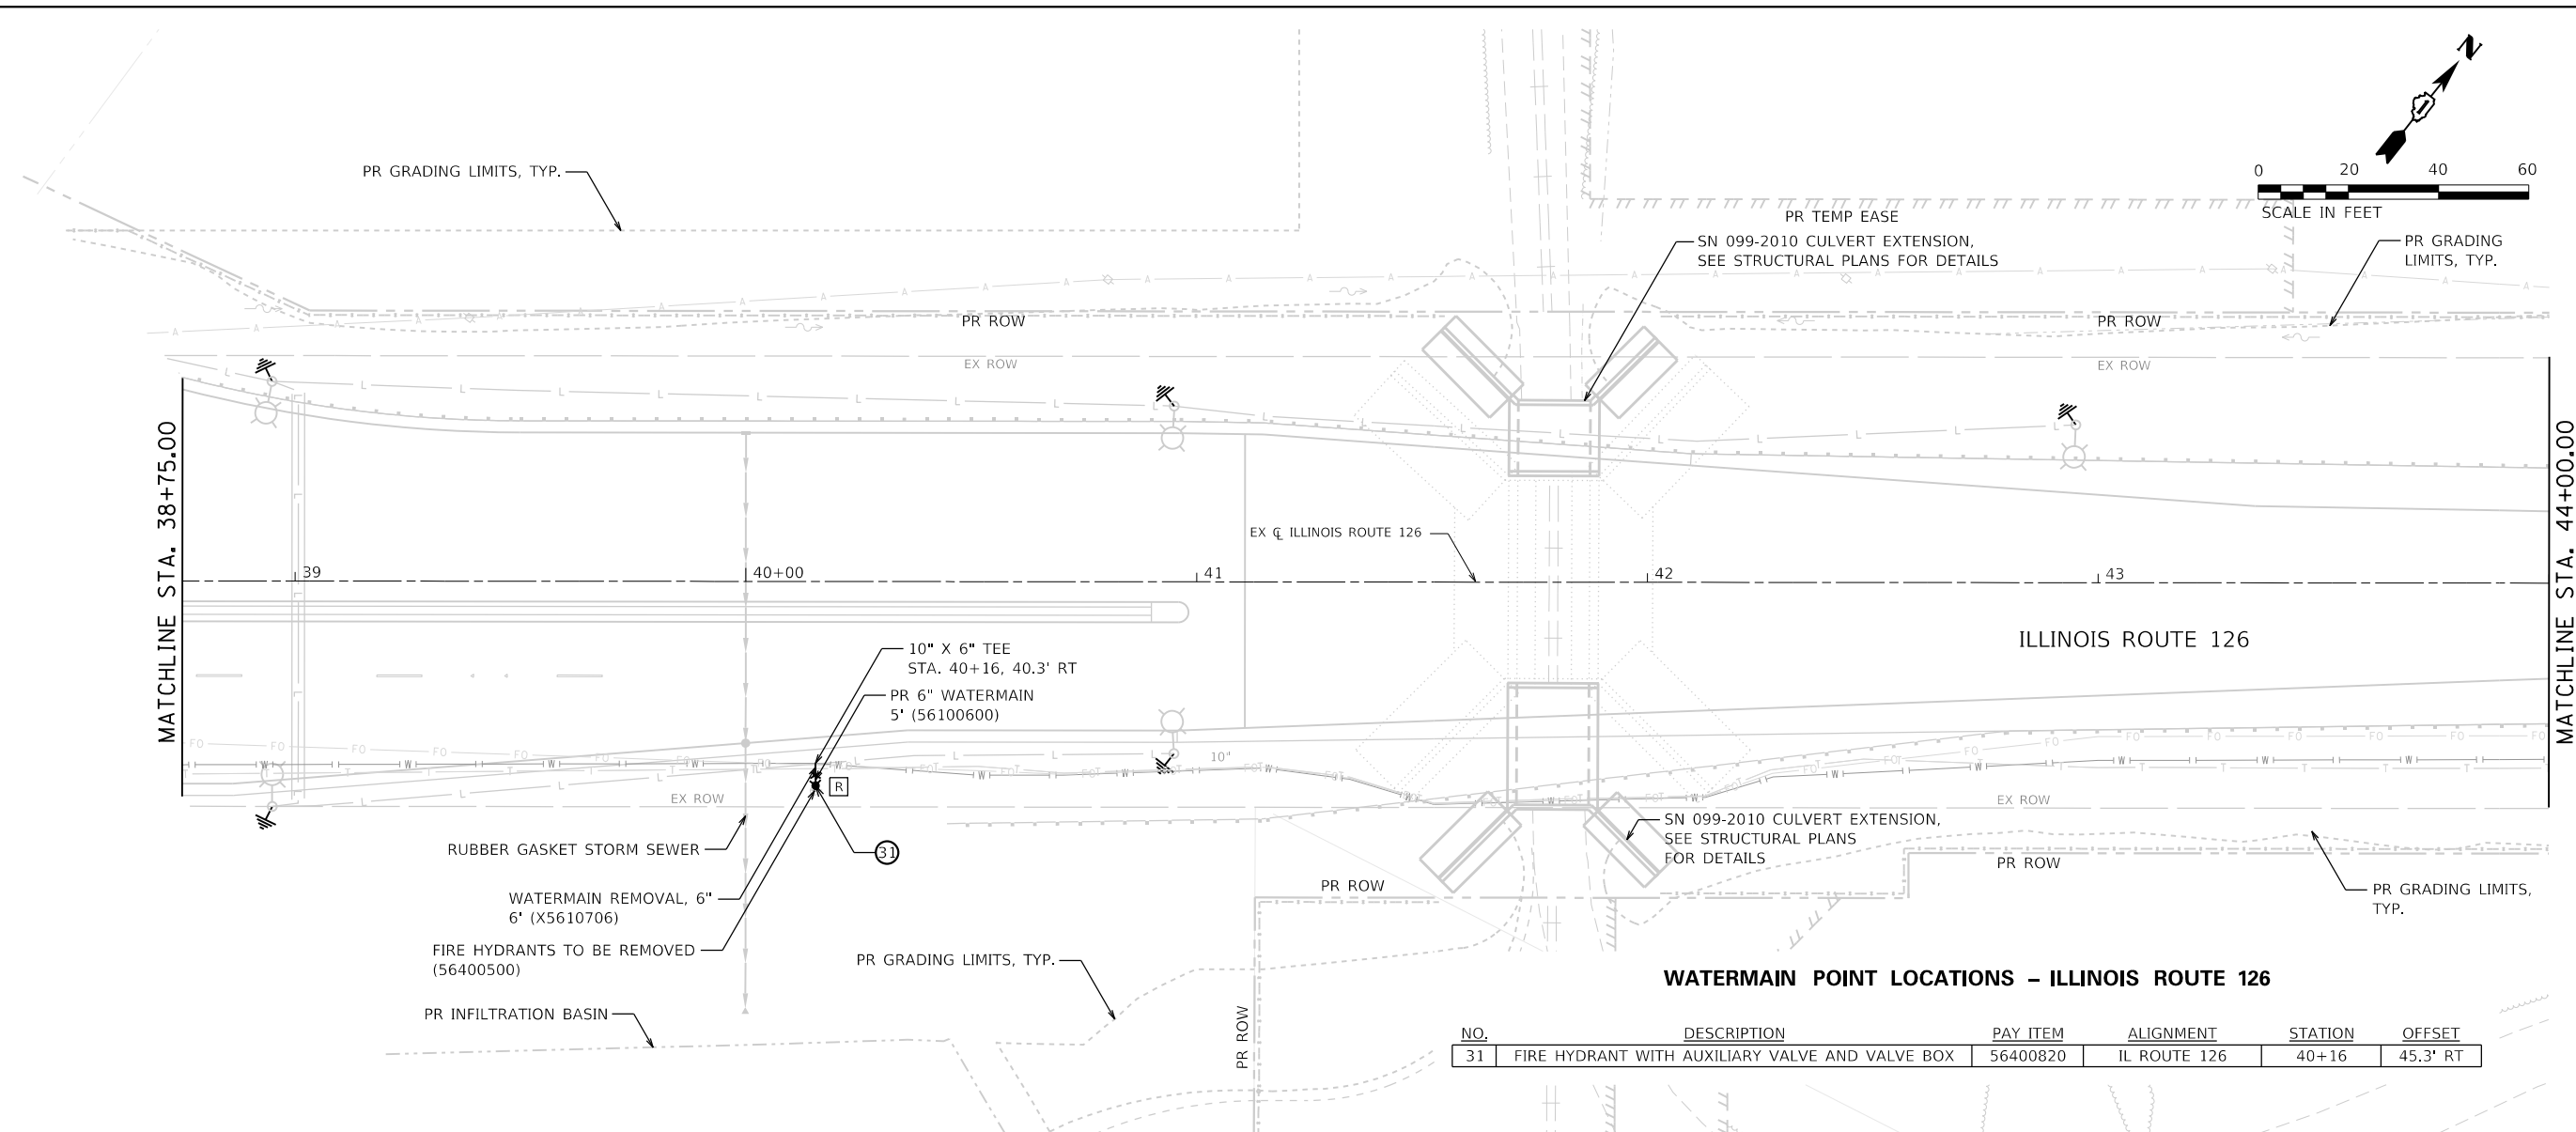 N
0 20 40 60
SCALE IN FEET
PR GRADING LIMITS, TYP.
PR TEMP EASE
SN 099-2010 CULVERT EXTENSION,
SEE STRUCTURAL PLANS FOR DETAILS
PR GRADING
LIMITS, TYP.
PR ROW
PR ROW
EX ROW
EX ROW
MATCHLINE STA. 38+75.00
MATCHLINE STA. 44+00.00
EX ℄ ILLINOIS ROUTE 126
39
40+00
41
42
43
ILLINOIS ROUTE 126
10" X 6" TEE
STA. 40+16, 40.3' RT
PR 6" WATERMAIN
5' (56100600)
10"
R
EX ROW
EX ROW
RUBBER GASKET STORM SEWER
31
SN 099-2010 CULVERT EXTENSION,
SEE STRUCTURAL PLANS
FOR DETAILS
PR ROW
PR ROW
WATERMAIN REMOVAL, 6"
6' (X5610706)
PR GRADING LIMITS,
TYP.
FIRE HYDRANTS TO BE REMOVED
(56400500)
PR GRADING LIMITS, TYP.
PR INFILTRATION BASIN
PR ROW
WATERMAIN POINT LOCATIONS – ILLINOIS ROUTE 126
NO. DESCRIPTION PAY ITEM ALIGNMENT STATION OFFSET
31 FIRE HYDRANT WITH AUXILIARY VALVE AND VALVE BOX 56400820 IL ROUTE 126 40+16 45.3' RT